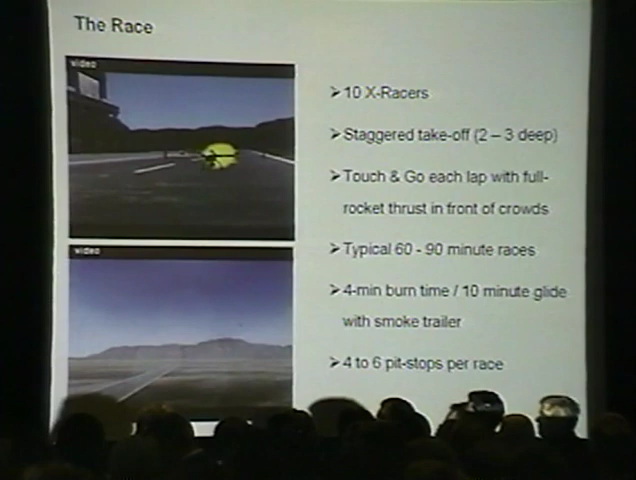 The Race
video
➢10 X-Racers
➢Staggered take-off (2 – 3 deep)
➢Touch & Go each lap with full-
rocket thrust in front of crowds
➢Typical 60 - 90 minute races
video
➢4-min burn time / 10 minute glide
with smoke trailer
➢4 to 6 pit-stops per race